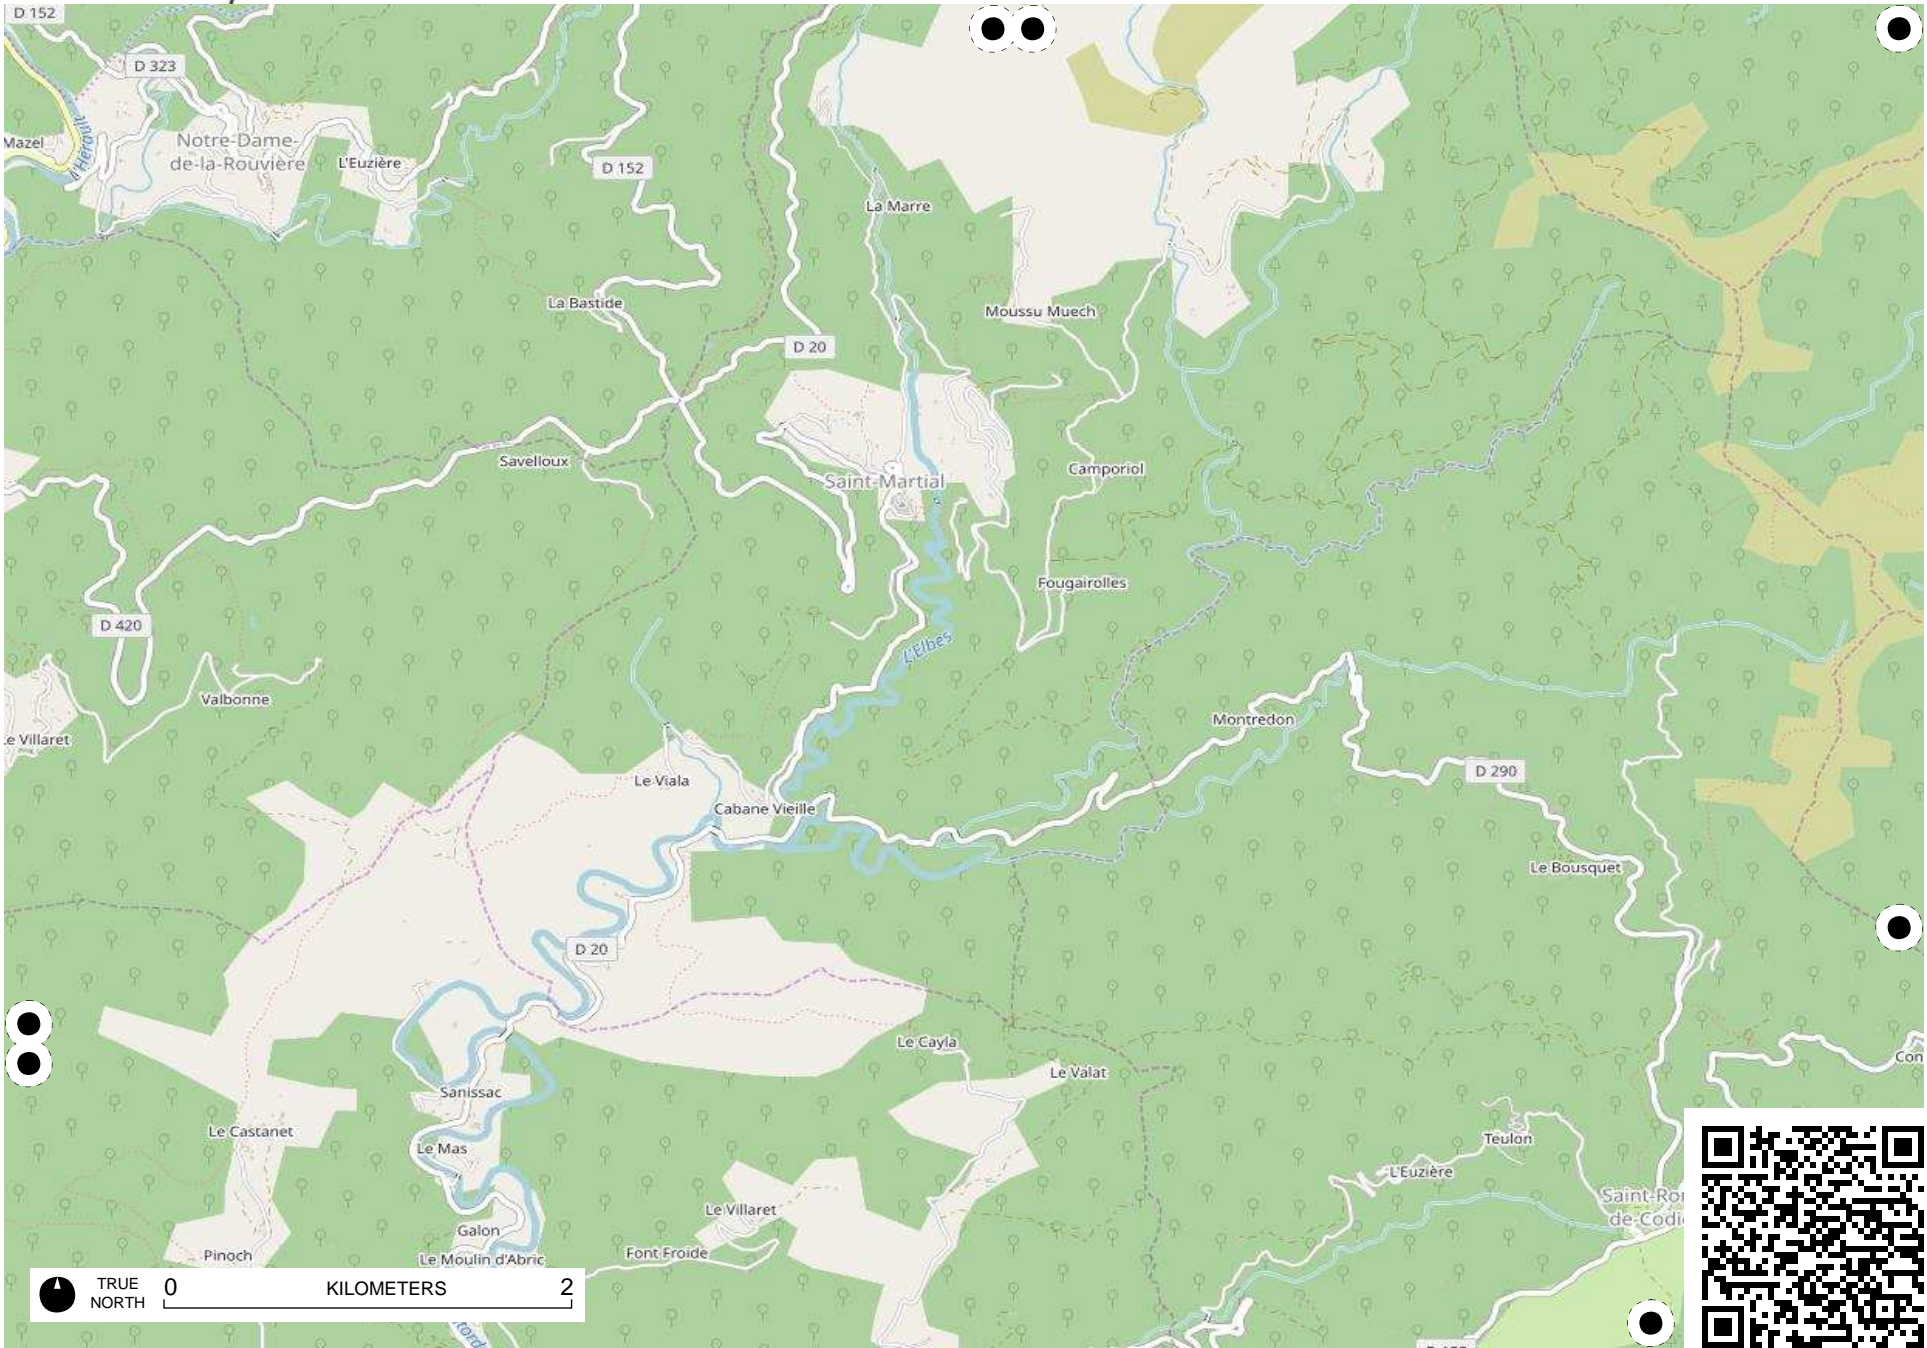 D 152
D 323
L'Hérault
Mazel
Notre-Dame-
de-la-Rouvière
L'Euzière
D 152
La Marre
La Bastide
Moussu Muech
D 20
Savelloux
Camporiol
Saint-Martial
Fougairolles
D 420
L'Elbes
Valbonne
Montredon
Le Villaret
D 290
Le Viala
Cabane Vieille
Le Bousquet
D 20
Le Cayla
Con
Le Valat
Sanissac
Le Castanet
Teulon
Le Mas
L'Euzière
Saint-Ro
de-Codi
Le Villaret
Galon
Pinoch
Font Froide
Le Moulin d'Abric
TRUE
NORTH
0 KILOMETERS 2